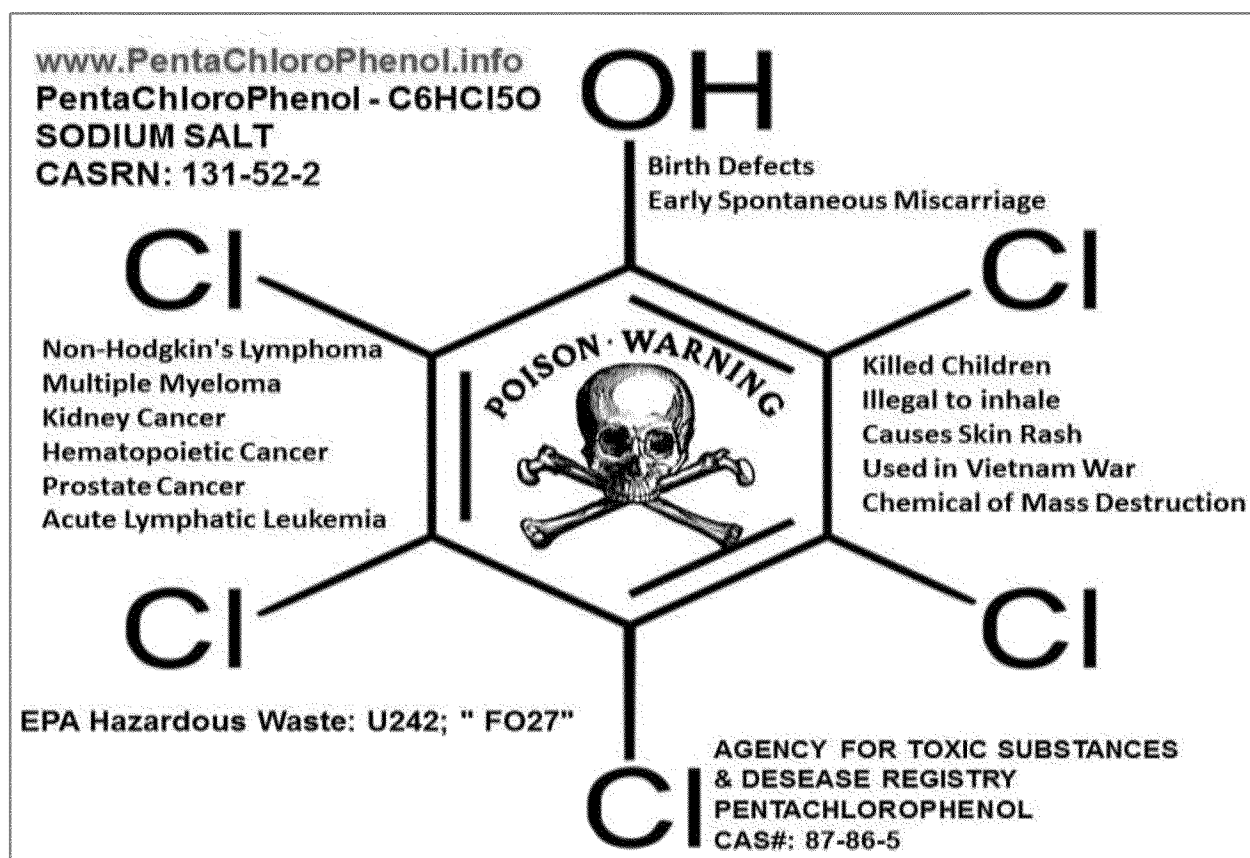 www.PentaChloroPhenol.info
PentaChloroPhenol - C6HCl5O
SODIUM SALT
CASRN: 131-52-2
OH
Birth Defects
Early Spontaneous Miscarriage
Cl
Cl
POISON · WARNING
Non-Hodgkin's Lymphoma
Multiple Myeloma
Kidney Cancer
Hematopoietic Cancer
Prostate Cancer
Acute Lymphatic Leukemia
Killed Children
Illegal to inhale
Causes Skin Rash
Used in Vietnam War
Chemical of Mass Destruction
Cl
Cl
EPA Hazardous Waste: U242; " FO27"
Cl
AGENCY FOR TOXIC SUBSTANCES
& DESEASE REGISTRY
PENTACHLOROPHENOL
CAS#: 87-86-5